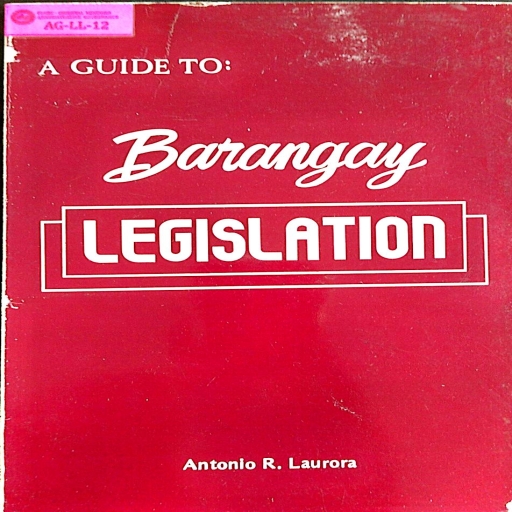 AG-LL-12
A GUIDE TO:
Barangay
LEGISLATION
Antonio R. Laurora